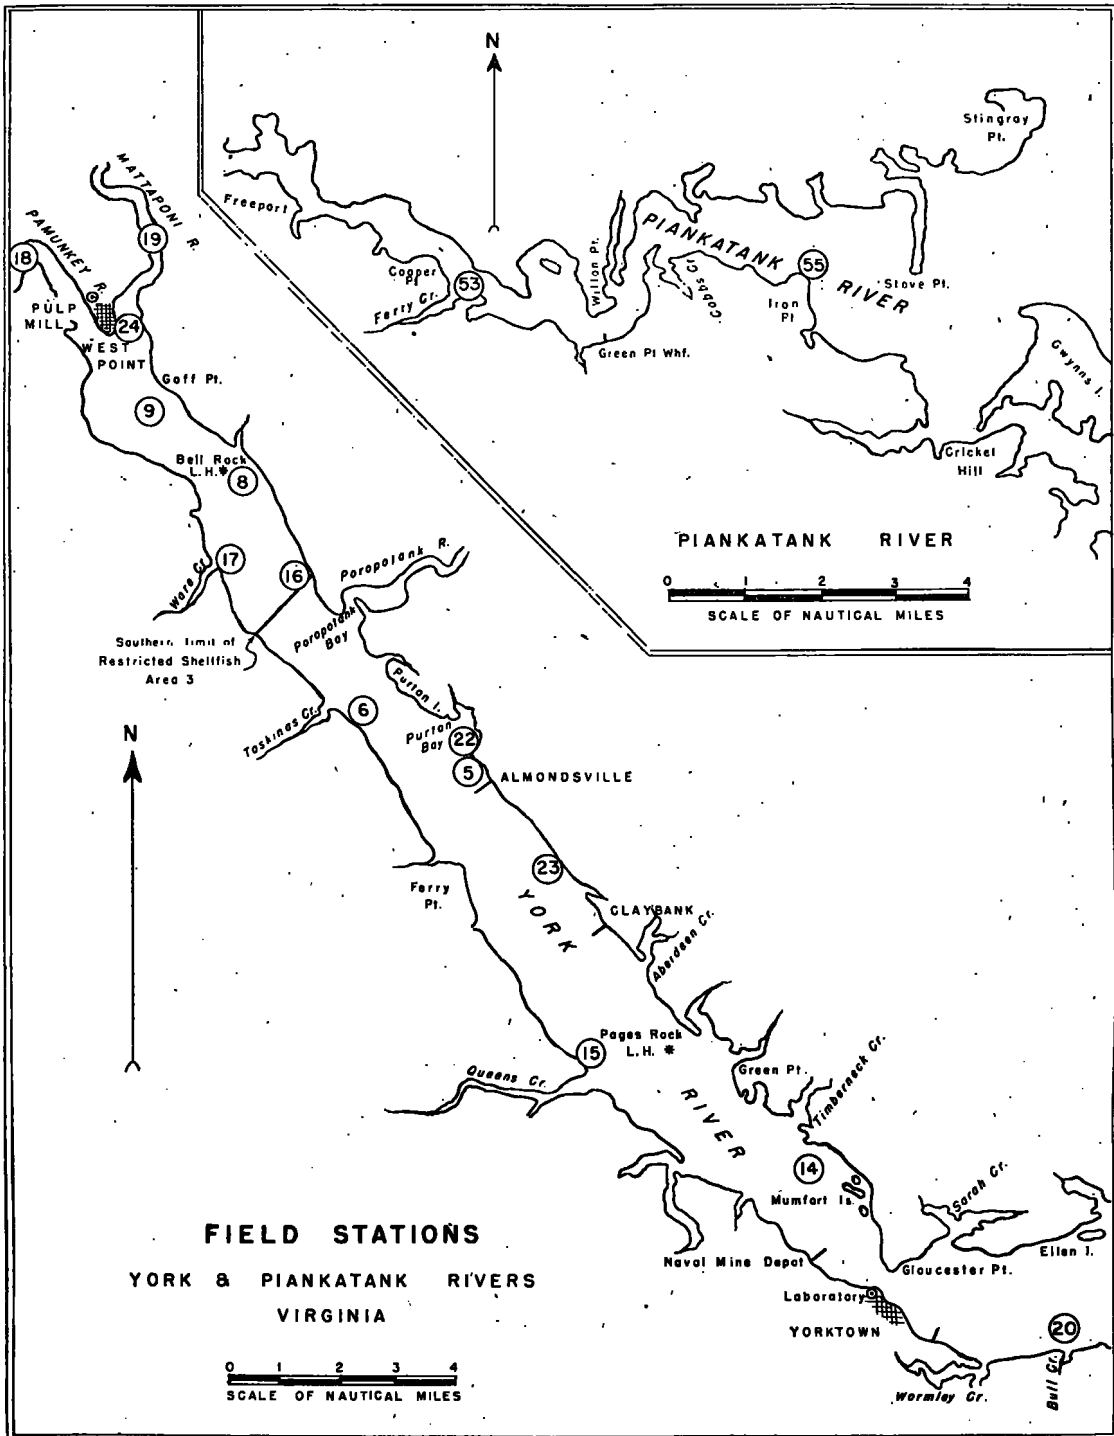 N
Stingray
Pt.
Freeport
MATTAPONI R.
PAMUNKEY R.
19
18
PIANKATANK
RIVER
Wilton Pt.
Cobbs Cr.
55
Cooper
Pt.
53
Ferry Cr.
Stove Pt.
Iron
Pt.
Green Pt Whf.
Gwynns I.
PULP
MILL
24
WEST
POINT
Goff Pt.
9
Bell Rock
L.H.*
8
Cricket
Hill
PIANKATANK RIVER
0 1 2 3 4
SCALE OF NAUTICAL MILES
17
Ware Cr.
16
Poropotank R.
Poropotank
Bay
Southern limit of
Restricted Shellfish
Area 3
Purton I.
6
Taskinas Cr.
Purton
Bay
22
5
ALMONDSVILLE
N
23
Ferry
Pt.
YORK
CLAYBANK
Aberdeen Cr.
15
Pages Rock
L.H. *
Queens Cr.
Green Pt.
Timberneck Cr.
RIVER
14
Mumfort Is.
Sarah Cr.
Ellen I.
Gloucester Pt.
Naval Mine Depot
Laboratory
YORKTOWN
20
Wormley Cr.
Bull Cr.
FIELD STATIONS
YORK & PIANKATANK RIVERS
VIRGINIA
0 1 2 3 4
SCALE OF NAUTICAL MILES